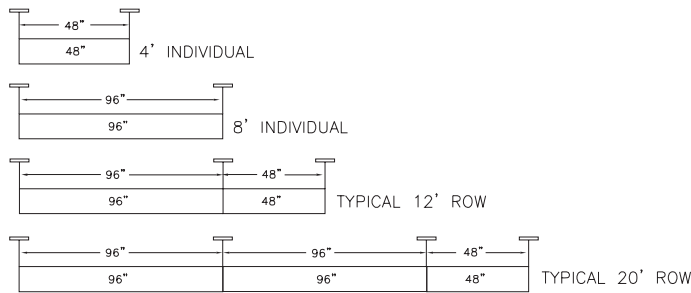 48"
48" 4' INDIVIDUAL
96"
96" 8' INDIVIDUAL
96" 48"
96" 48" TYPICAL 12' ROW
96" 96" 48"
96" 96" 48" TYPICAL 20' ROW